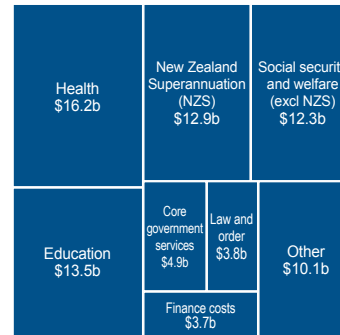 Health
$16.2b
New Zealand
Superannuation
(NZS)
$12.9b
Social securit
and welfare
(excl NZS)
$12.3b
Education
$13.5b
Core
government
services
$4.9b
Law and
order
$3.8b
Other
$10.1b
Finance costs
$3.7b